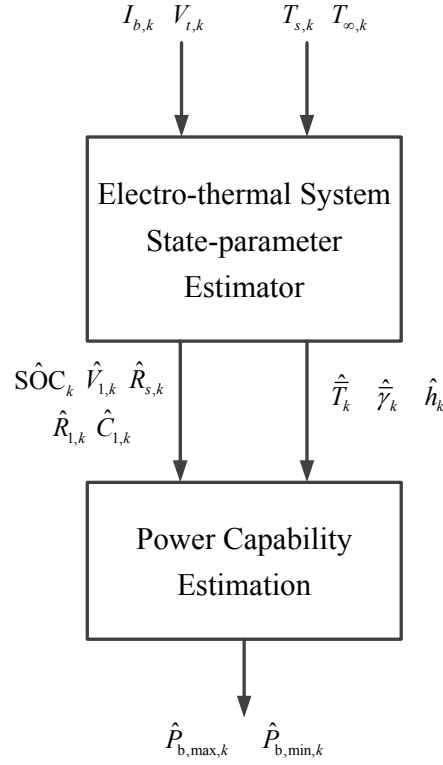 I_{b,k} V_{t,k} T_{s,k} T_{∞,k}
Electro-thermal System
State-parameter
Estimator
SÔC_k V̂_{1,k} R̂_{s,k}
R̂_{1,k} Ĉ_{1,k}
T̄̂_k γ̄̂_k ĥ_k
Power Capability
Estimation
P̂_{b,max,k} P̂_{b,min,k}